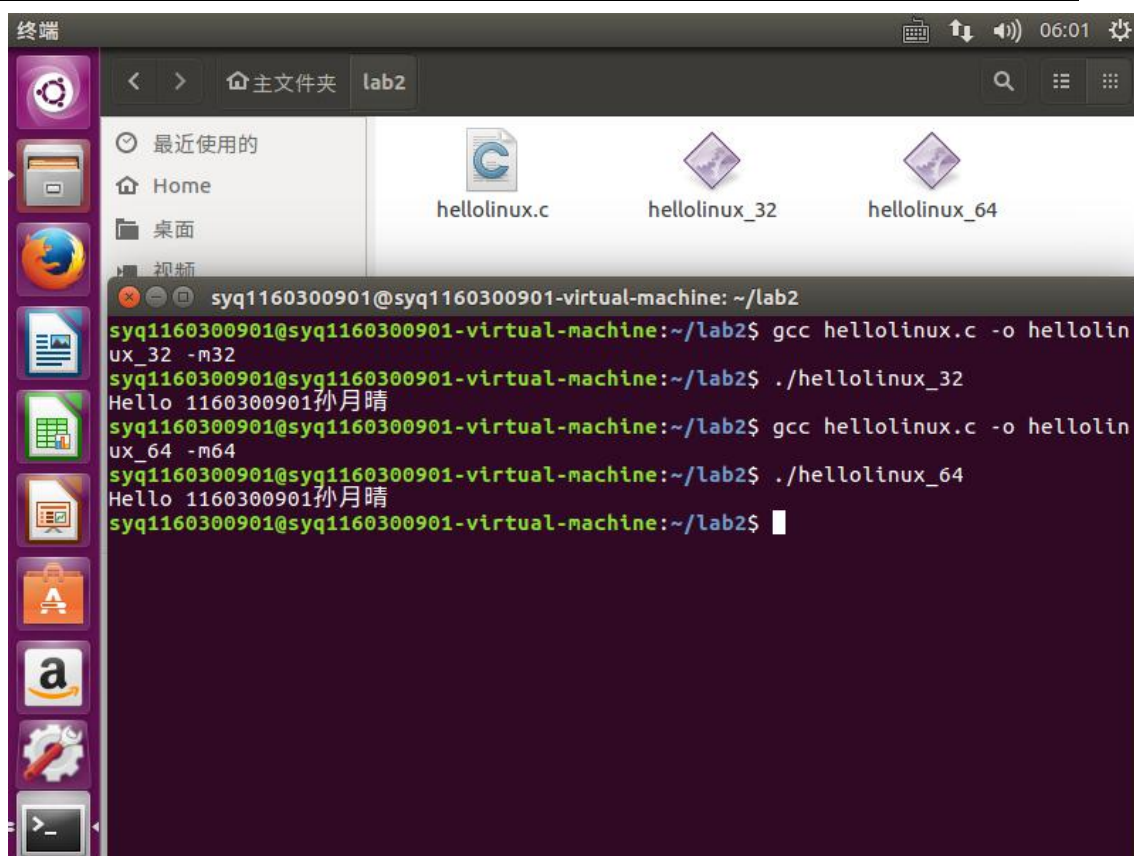 终端
06:01
主文件夹 lab2
最近使用的
Home
桌面
视频
hellolinux.c hellolinux_32 hellolinux_64
syq1160300901@syq1160300901-virtual-machine: ~/lab2
syq1160300901@syq1160300901-virtual-machine:~/lab2$ gcc hellolinux.c -o hellolin
ux_32 -m32
syq1160300901@syq1160300901-virtual-machine:~/lab2$ ./hellolinux_32
Hello 1160300901孙月晴
syq1160300901@syq1160300901-virtual-machine:~/lab2$ gcc hellolinux.c -o hellolin
ux_64 -m64
syq1160300901@syq1160300901-virtual-machine:~/lab2$ ./hellolinux_64
Hello 1160300901孙月晴
syq1160300901@syq1160300901-virtual-machine:~/lab2$